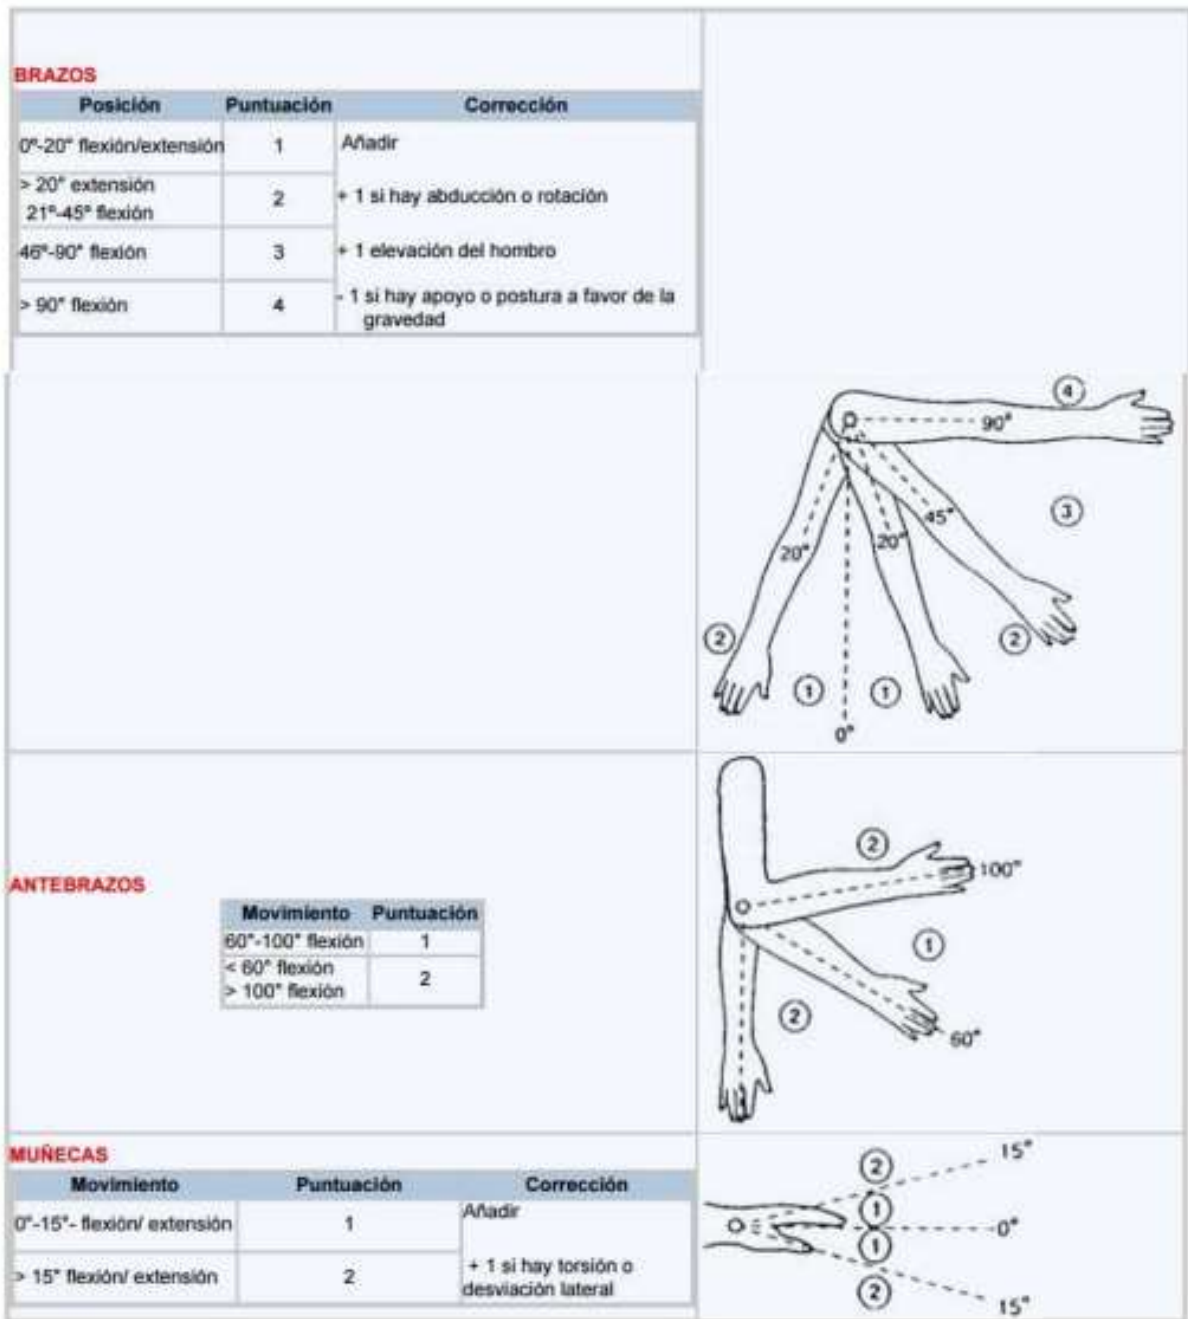 BRAZOS
Posición Puntuación Corrección
0º-20° flexión/extensión 1 Añadir
> 20° extensión
21º-45º flexión 2 + 1 si hay abducción o rotación
46º-90° flexión 3 + 1 elevación del hombro
> 90° flexión 4 - 1 si hay apoyo o postura a favor de la
gravedad
4
90°
3
45°
20° 20°
2 2
1 1
0°
ANTEBRAZOS
Movimiento Puntuación
60°-100° flexión 1
< 60° flexión
> 100° flexión 2
2
100°
1
2
60°
MUÑECAS
Movimiento Puntuación Corrección
0°-15°- flexión/ extensión 1 Añadir
> 15° flexión/ extensión 2 + 1 si hay torsión o
desviación lateral
15°
2
1
0°
1
2
15°